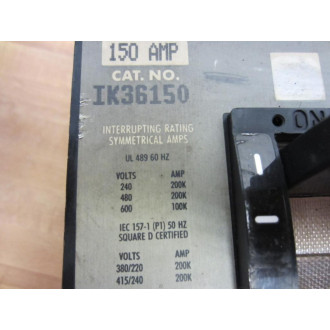 150 AMP
CAT. NO.
IK36150
INTERRUPTING RATING
SYMMETRICAL AMPS
UL 489 60 HZ
VOLTS AMP
240 200K
480 200K
600 100K
IEC 157-1 (P1) 50 HZ
SQUARE D CERTIFIED
VOLTS AMP
380/220 200K
415/240 200K
ON
I